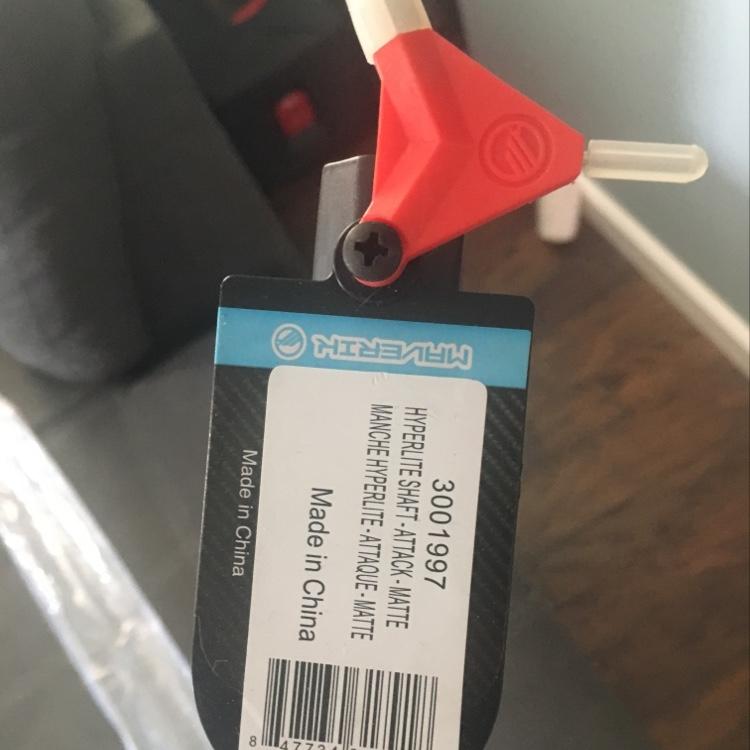 MAVERIK
3001997
HYPERLITE SHAFT - ATTACK - MATTE
MANCHE HYPERLITE - ATTAQUE - MATTE
Made in China
Made in China